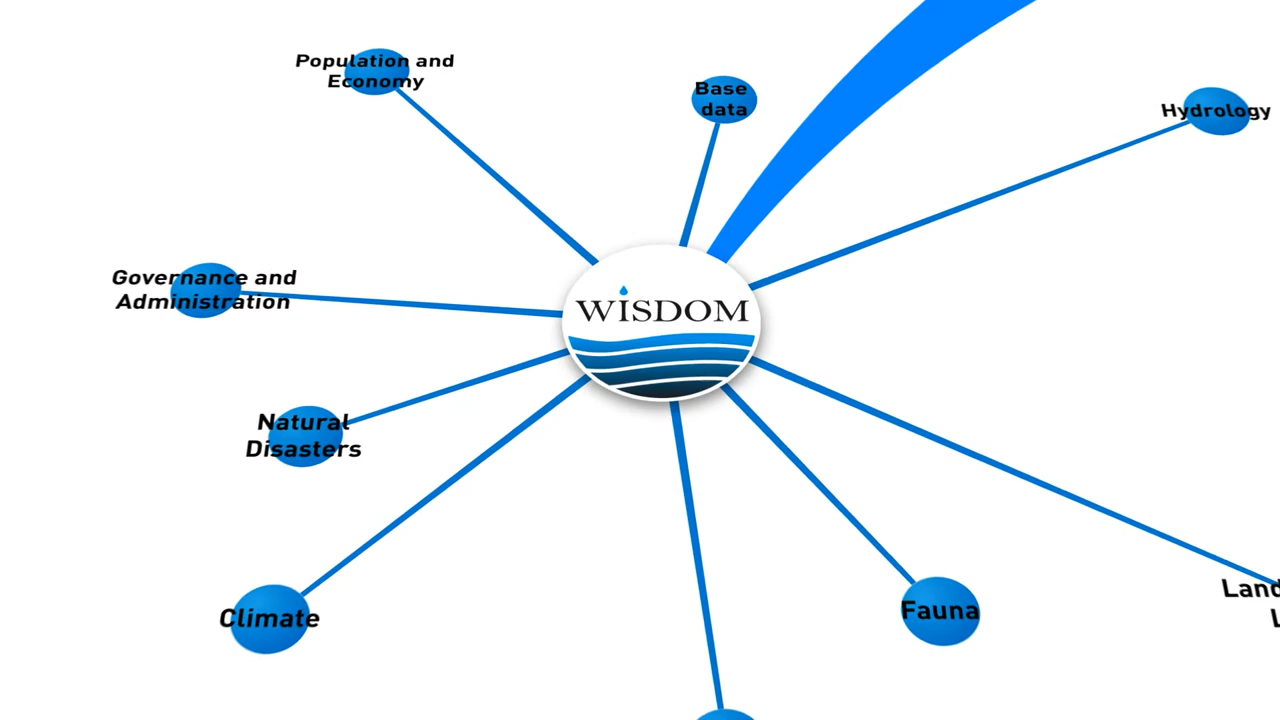 Population and
Economy
Base
data
Hydrology
Governance and
Administration
WISDOM
Natural
Disasters
Climate
Fauna
Land